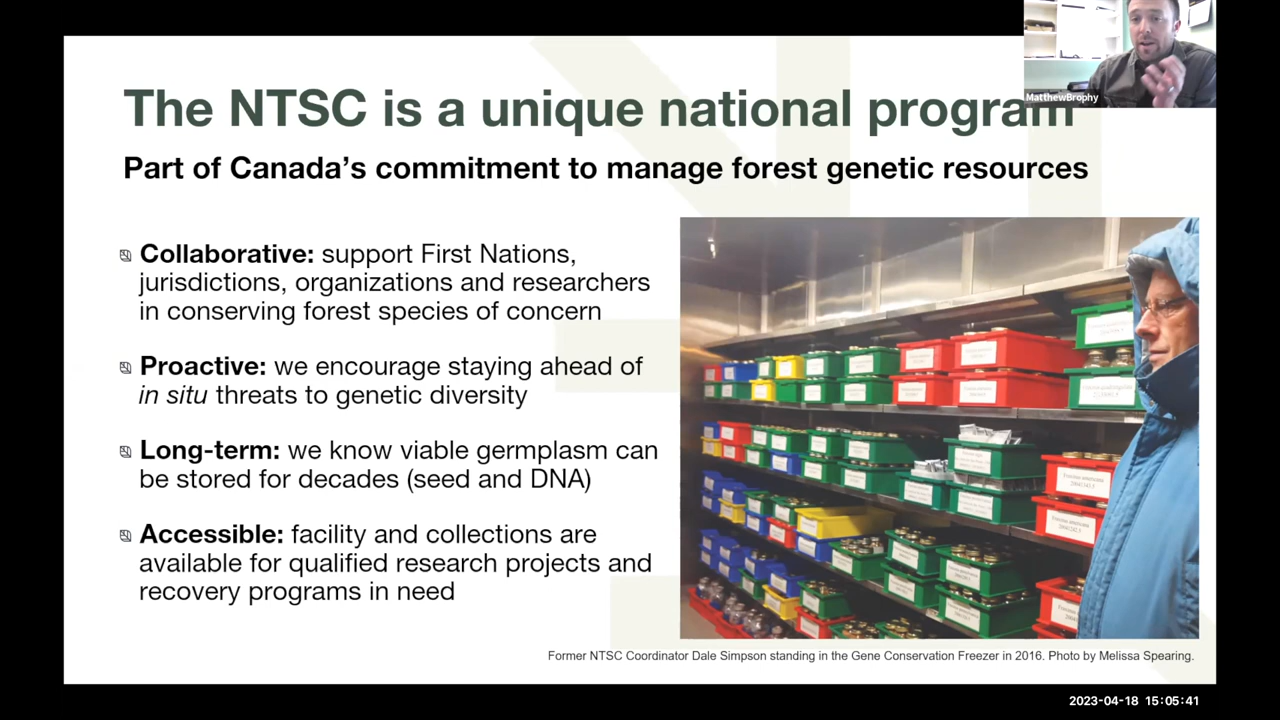 MatthewBrophy
The NTSC is a unique national program
Part of Canada's commitment to manage forest genetic resources
Collaborative: support First Nations,
jurisdictions, organizations and researchers
in conserving forest species of concern
Proactive: we encourage staying ahead of
in situ threats to genetic diversity
Long-term: we know viable germplasm can
be stored for decades (seed and DNA)
Accessible: facility and collections are
available for qualified research projects and
recovery programs in need
Former NTSC Coordinator Dale Simpson standing in the Gene Conservation Freezer in 2016. Photo by Melissa Spearing.
2023-04-18 15:05:41